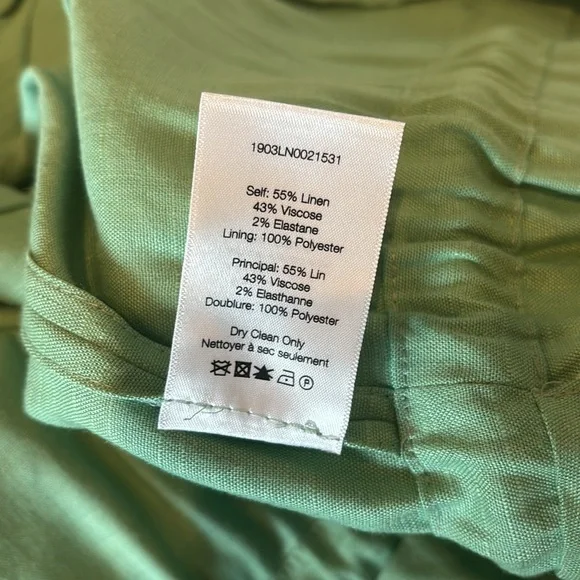 1903LN0021531
Self: 55% Linen
43% Viscose
2% Elastane
Lining: 100% Polyester
Principal: 55% Lin
43% Viscose
2% Elasthanne
Doublure: 100% Polyester
Dry Clean Only
Nettoyer à sec seulement
P